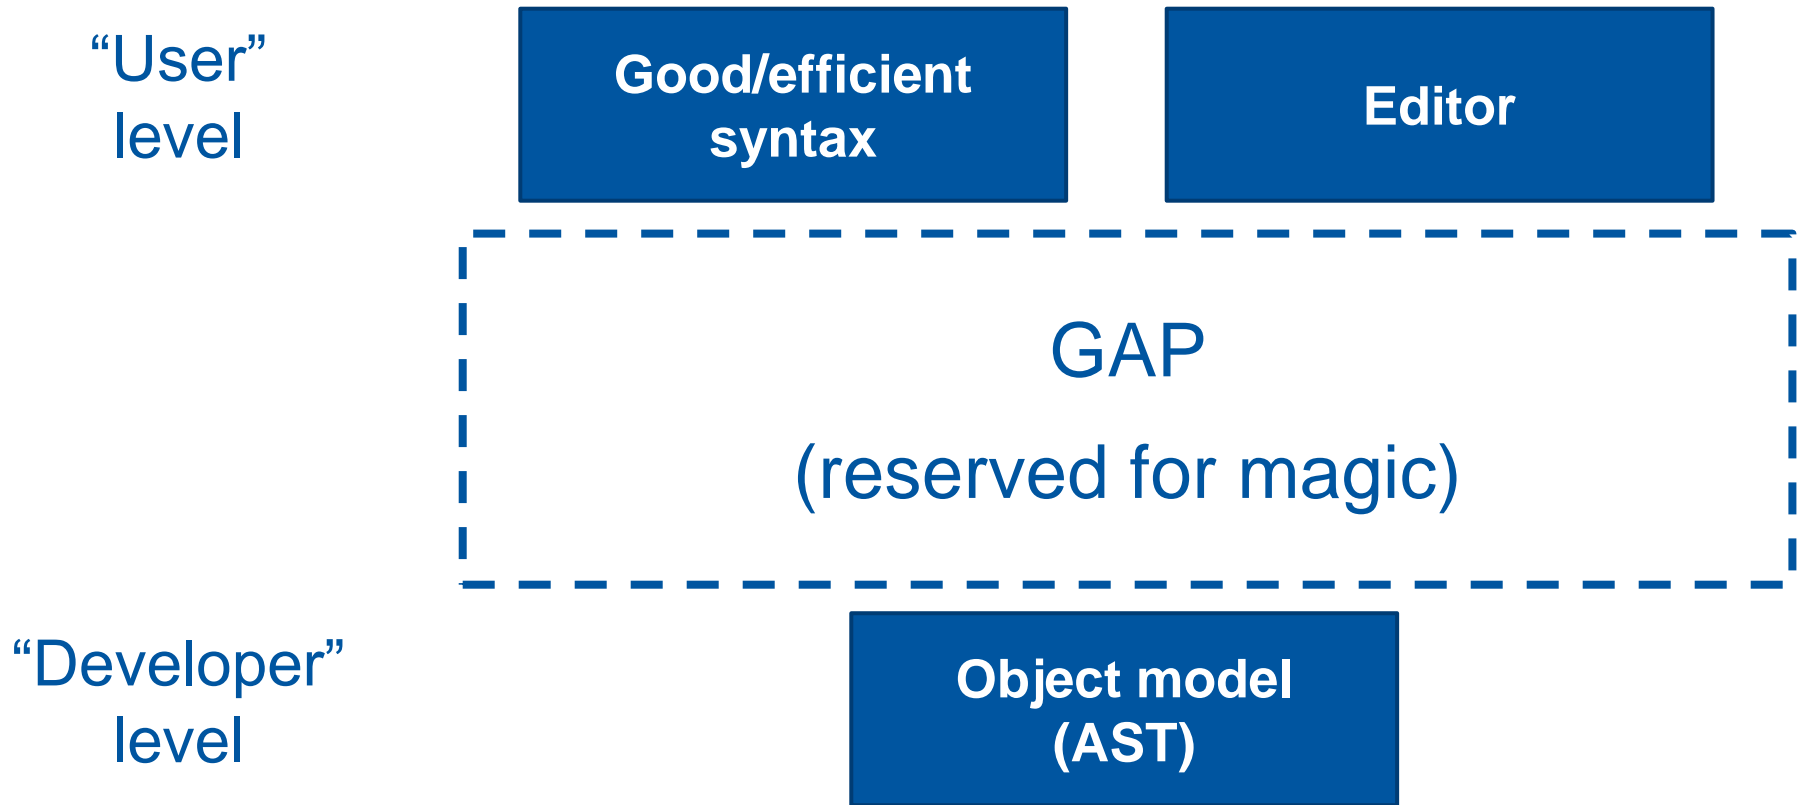 “User”
level
Good/efficient
syntax
Editor
GAP
(reserved for magic)
“Developer”
level
Object model
(AST)